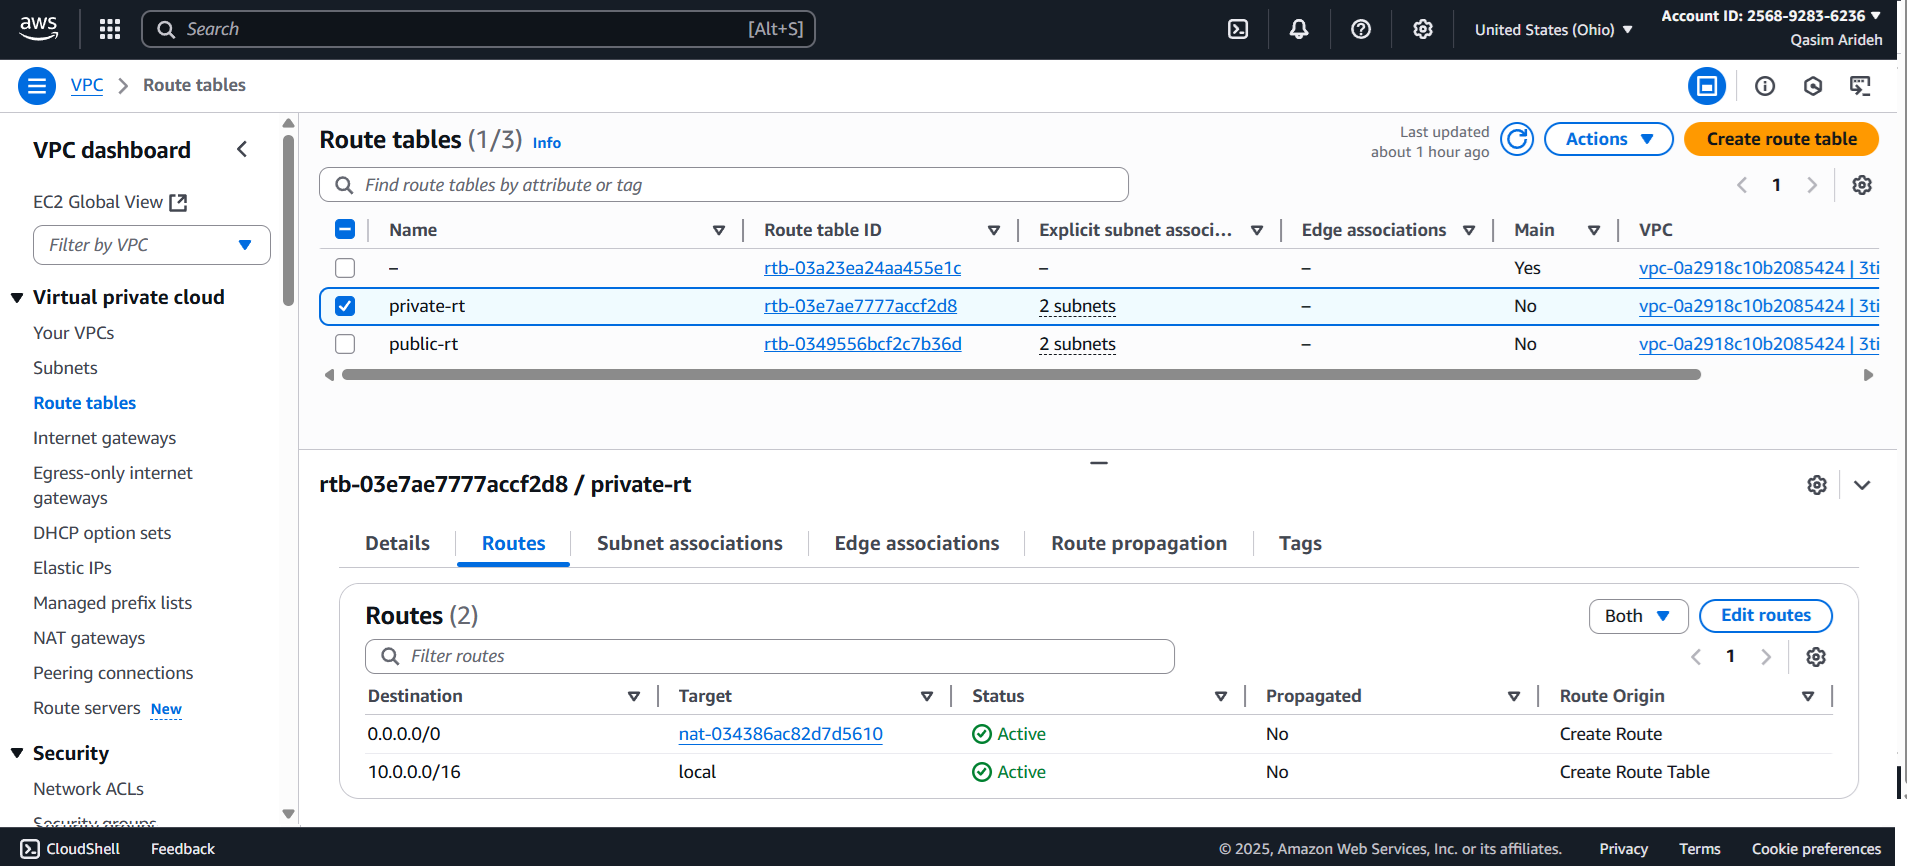 aws
Search [Alt+S]
United States (Ohio)
Account ID: 2568-9283-6236
Qasim Arideh
VPC
Route tables
VPC dashboard
EC2 Global View
Filter by VPC
Virtual private cloud
Your VPCs
Subnets
Route tables
Internet gateways
Egress-only internet
gateways
DHCP option sets
Elastic IPs
Managed prefix lists
NAT gateways
Peering connections
Route servers New
Security
Network ACLs
Security groups
Route tables (1/3) Info
Last updated
about 1 hour ago
Actions
Create route table
Find route tables by attribute or tag
1
Name Route table ID Explicit subnet associ... Edge associations Main VPC
– rtb-03a23ea24aa455e1c – – Yes vpc-0a2918c10b2085424 | 3ti
private-rt rtb-03e7ae7777accf2d8 2 subnets – No vpc-0a2918c10b2085424 | 3ti
public-rt rtb-0349556bcf2c7b36d 2 subnets – No vpc-0a2918c10b2085424 | 3ti
rtb-03e7ae7777accf2d8 / private-rt
Details Routes Subnet associations Edge associations Route propagation Tags
Routes (2)
Both
Edit routes
Filter routes
1
Destination Target Status Propagated Route Origin
0.0.0.0/0 nat-034386ac82d7d5610 Active No Create Route
10.0.0.0/16 local Active No Create Route Table
CloudShell Feedback © 2025, Amazon Web Services, Inc. or its affiliates. Privacy Terms Cookie preferences